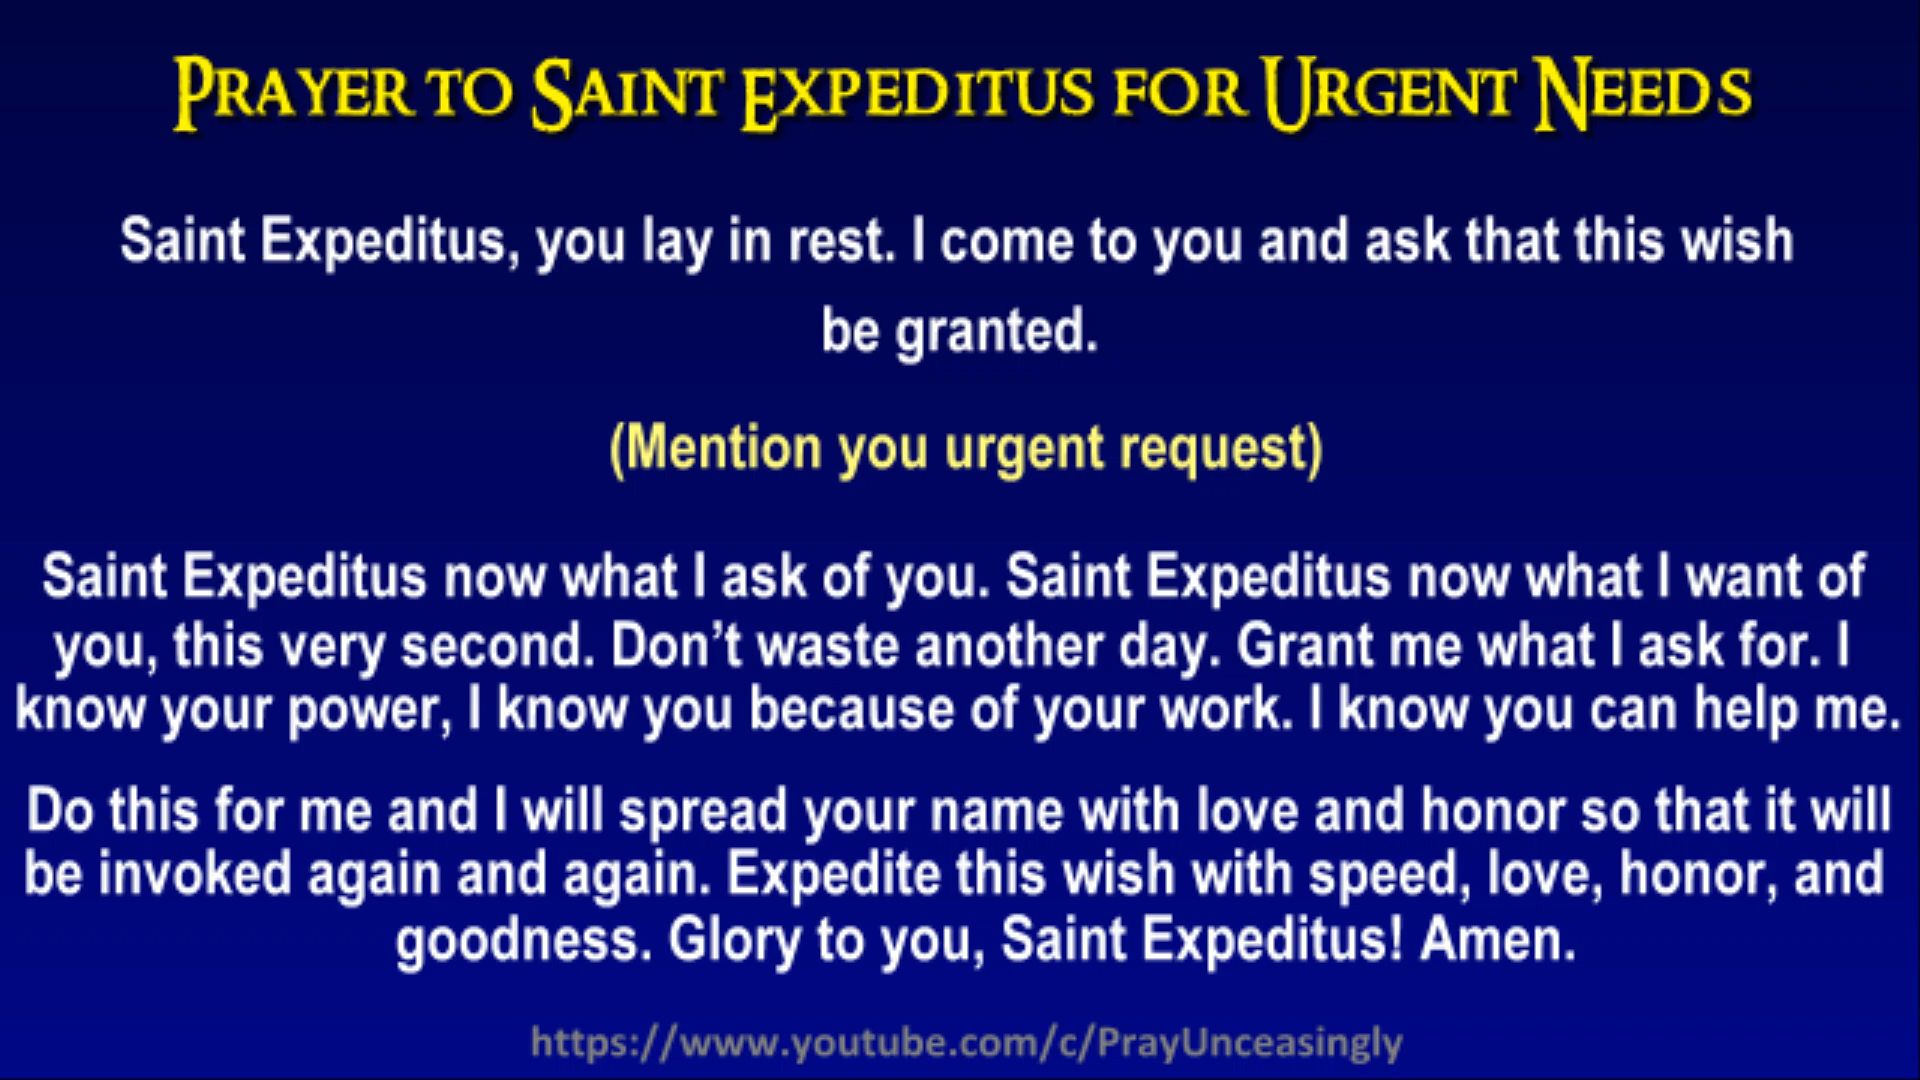 PRAYER TO SAINT EXPEDITUS FOR URGENT NEEDS
Saint Expeditus, you lay in rest. I come to you and ask that this wish
be granted.
(Mention you urgent request)
Saint Expeditus now what I ask of you. Saint Expeditus now what I want of
you, this very second. Don’t waste another day. Grant me what I ask for. I
know your power, I know you because of your work. I know you can help me.
Do this for me and I will spread your name with love and honor so that it will
be invoked again and again. Expedite this wish with speed, love, honor, and
goodness. Glory to you, Saint Expeditus! Amen.
https://www.youtube.com/c/PrayUnceasingly